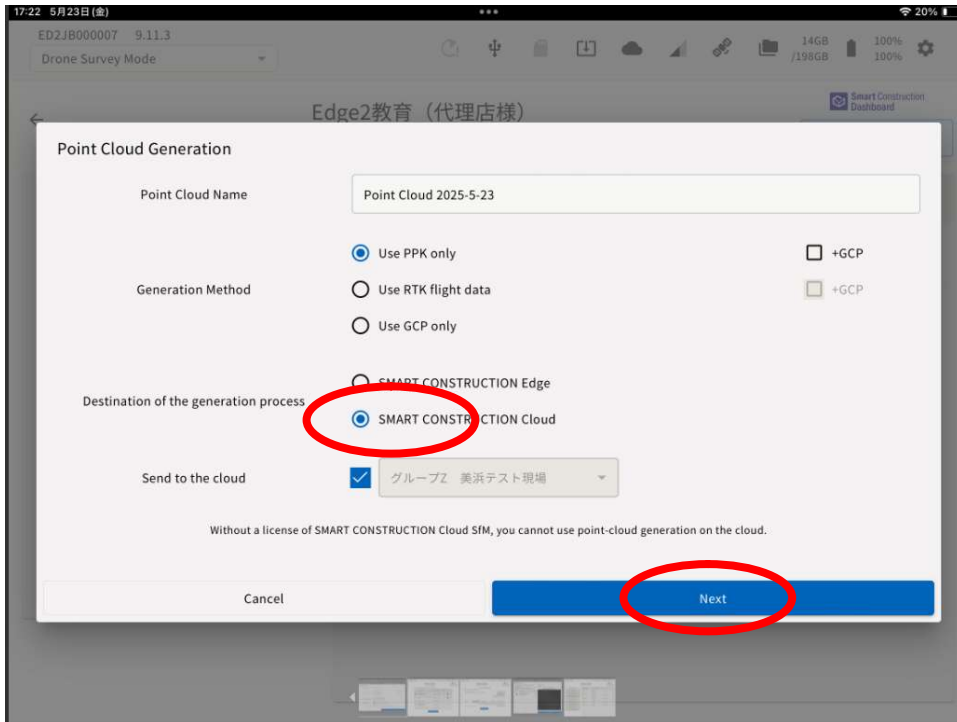 17:22 5月23日(金) ••• 20%
ED2JB000007 9.11.3
Drone Survey Mode
14GB
/198GB
100%
100%
Edge2教育（代理店様）
Smart Construction
Dashboard
Point Cloud Generation
Point Cloud Name Point Cloud 2025-5-23
Use PPK only +GCP
Generation Method Use RTK flight data +GCP
Use GCP only
SMART CONSTRUCTION Edge
Destination of the generation process
SMART CONSTRUCTION Cloud
Send to the cloud グループZ 美浜テスト現場
Without a license of SMART CONSTRUCTION Cloud SfM, you cannot use point-cloud generation on the cloud.
Cancel Next